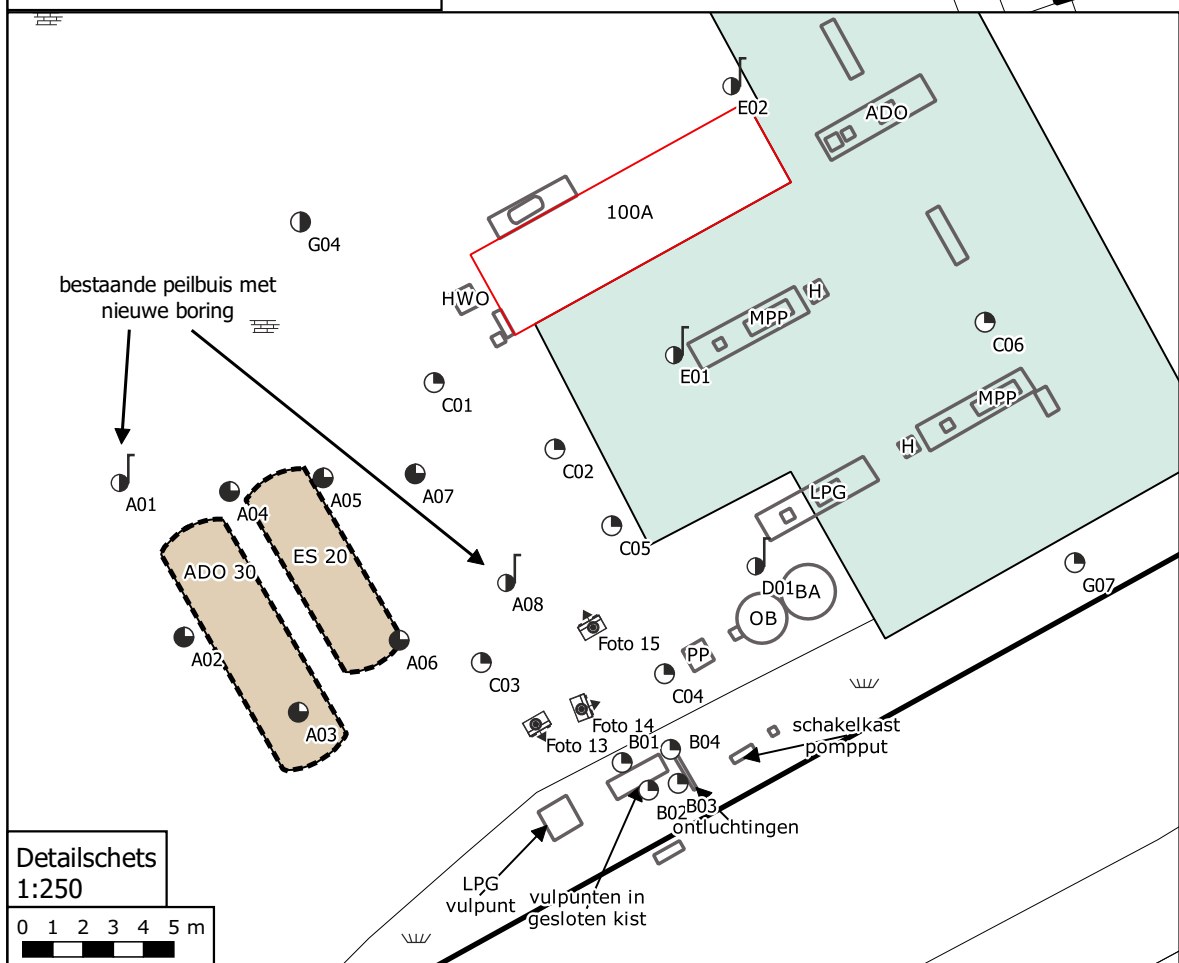 E02
ADO
100A
G04
bestaande peilbuis met
nieuwe boring
HWO
H
MPP
C06
E01
C01
MPP
H
C02
A07
A05
A04
A01
LPG
C05
ES 20
ADO 30
D01
BA
G07
A08
OB
Foto 15
A02
A06
PP
C03
C04
A03
Foto 14
Foto 13
B01
B04
schakelkast
pompput
B02
B03
ontluchtingen
Detailschets
1:250
LPG
vulpunt
vulpunten in
gesloten kist
0 1 2 3 4 5 m